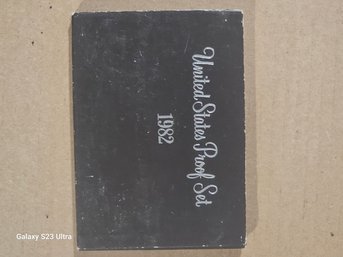 United States Proof Set
1982
Galaxy S23 Ultra